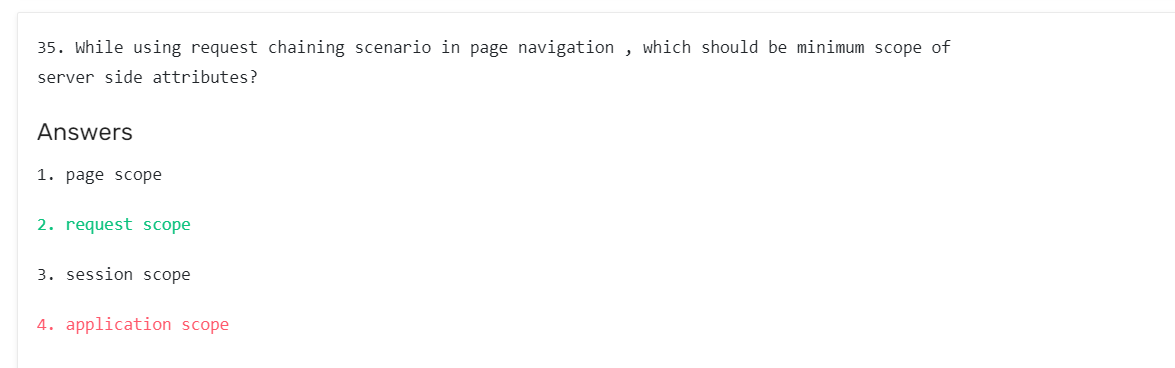 35. While using request chaining scenario in page navigation , which should be minimum scope of
server side attributes?
Answers
1. page scope
2. request scope
3. session scope
4. application scope